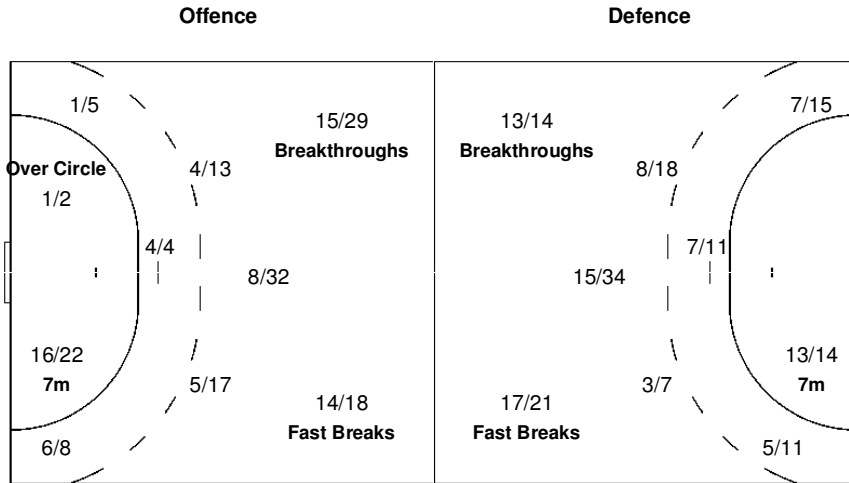 Offence
Defence
1/5
15/29
Breakthroughs
13/14
Breakthroughs
7/15
Over Circle
1/2
4/13
8/18
4/4
8/32
15/34
7/11
16/22
7m
5/17
14/18
Fast Breaks
17/21
Fast Breaks
3/7
13/14
7m
6/8
5/11